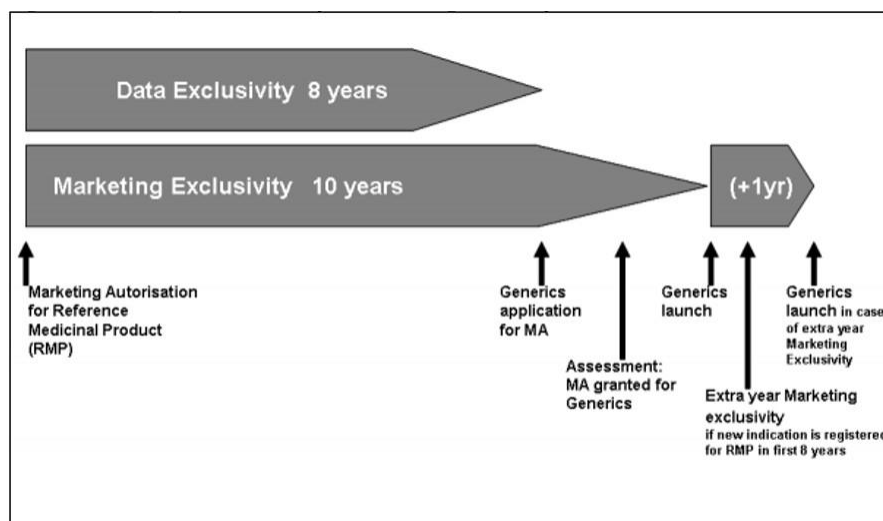 Data Exclusivity 8 years
Marketing Exclusivity 10 years
(+1yr)
Marketing Autorisation
for Reference
Medicinal Product
(RMP)
Generics
application
for MA
Assessment:
MA granted for
Generics
Generics
launch
Extra year Marketing
exclusivity
if new indication is registered
for RMP in first 8 years
Generics
launch in case
of extra year
Marketing
Exclusivity